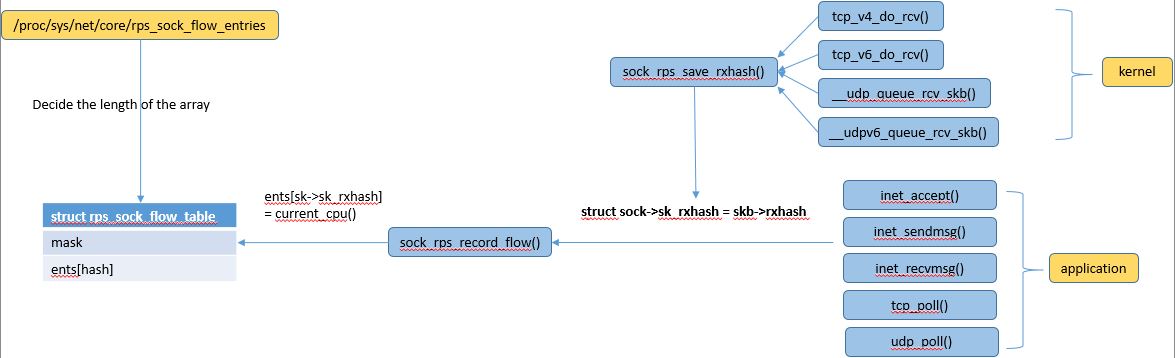 /proc/sys/net/core/rps_sock_flow_entries
Decide the length of the array
struct rps_sock_flow_table
mask
ents[hash]
ents[sk->sk_rxhash]
= current_cpu()
sock_rps_record_flow()
sock_rps_save_rxhash()
struct sock->sk_rxhash = skb->rxhash
tcp_v4_do_rcv()
tcp_v6_do_rcv()
__udp_queue_rcv_skb()
__udpv6_queue_rcv_skb()
kernel
inet_accept()
inet_sendmsg()
inet_recvmsg()
tcp_poll()
udp_poll()
application